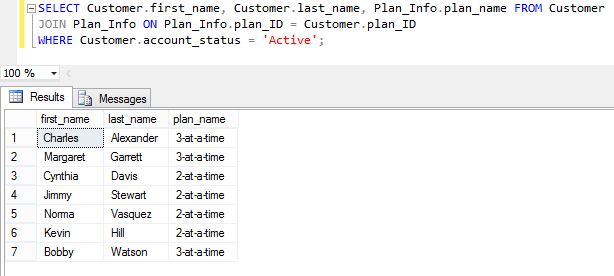 SELECT Customer.first_name, Customer.last_name, Plan_Info.plan_name FROM Customer
JOIN Plan_Info ON Plan_Info.plan_ID = Customer.plan_ID
WHERE Customer.account_status = 'Active';
100 %
Results Messages
first_name last_name plan_name
1 Charles Alexander 3-at-a-time
2 Margaret Garrett 3-at-a-time
3 Cynthia Davis 2-at-a-time
4 Jimmy Stewart 2-at-a-time
5 Norma Vasquez 2-at-a-time
6 Kevin Hill 2-at-a-time
7 Bobby Watson 3-at-a-time